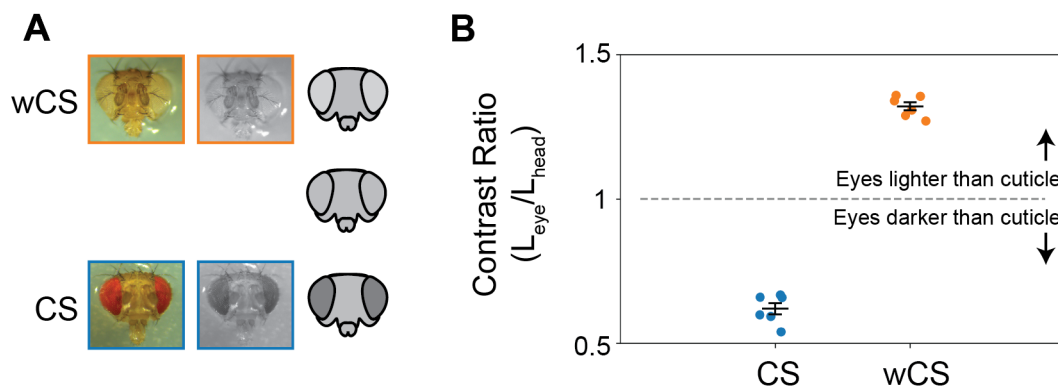 A
wCS
CS
B
Contrast Ratio
(L_eye/L_head)
1.5
1
0.5
Eyes lighter than cuticle
Eyes darker than cuticle
CS
wCS